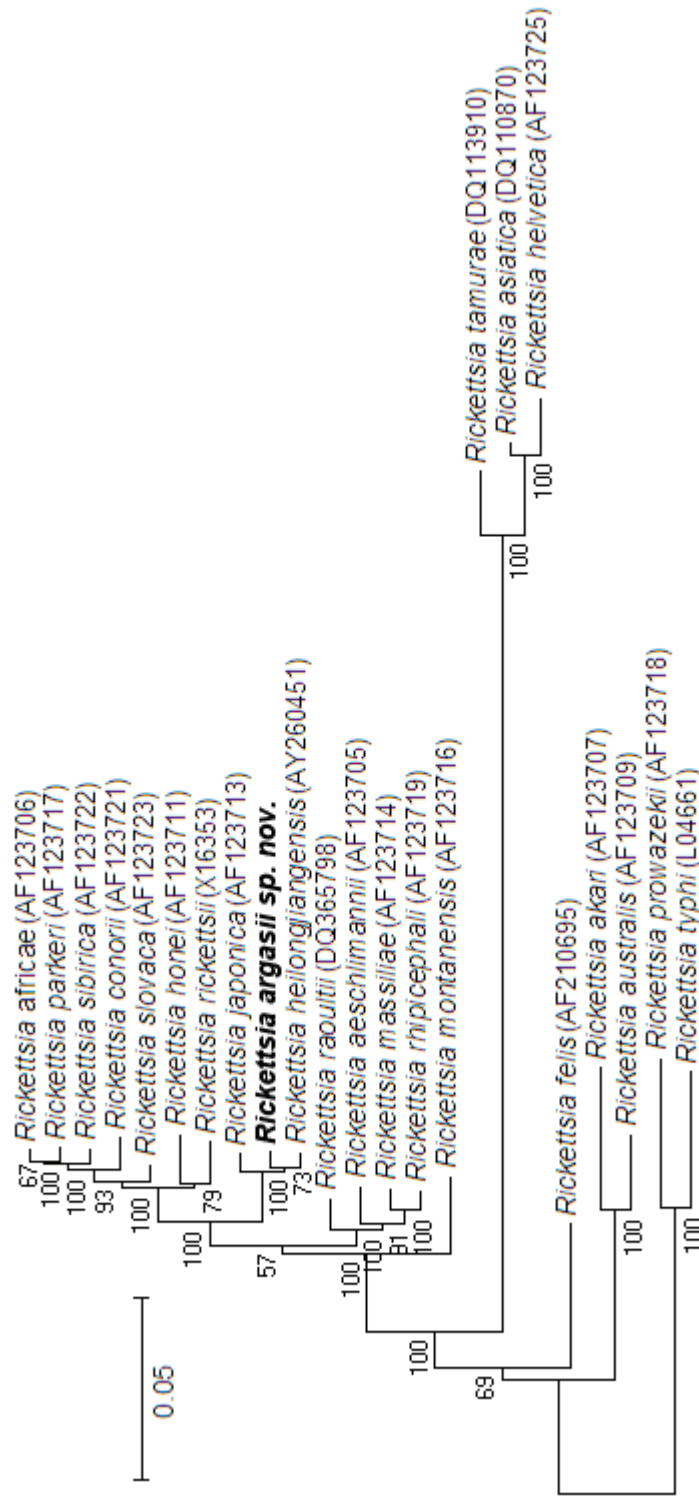 Rickettsia africae (AF123706)
Rickettsia parkeri (AF123717)
Rickettsia sibirica (AF123722)
Rickettsia conorii (AF123721)
Rickettsia slovaca (AF123723)
Rickettsia honei (AF123711)
Rickettsia rickettsii (X16353)
Rickettsia japonica (AF123713)
Rickettsia argasii sp. nov.
Rickettsia heilongjiangensis (AY260451)
Rickettsia raoultii (DQ365798)
Rickettsia aeschlimannii (AF123705)
Rickettsia massiliae (AF123714)
Rickettsia rhipicephali (AF123719)
Rickettsia montanensis (AF123716)
Rickettsia tamurae (DQ113910)
Rickettsia asiatica (DQ110870)
Rickettsia helvetica (AF123725)
Rickettsia felis (AF210695)
Rickettsia akari (AF123707)
Rickettsia australis (AF123709)
Rickettsia prowazekii (AF123718)
Rickettsia typhi (L04661)
67
100
100
93
100
79
100
100
73
57
100
100
91
100
100
100
100
69
100
100
0.05